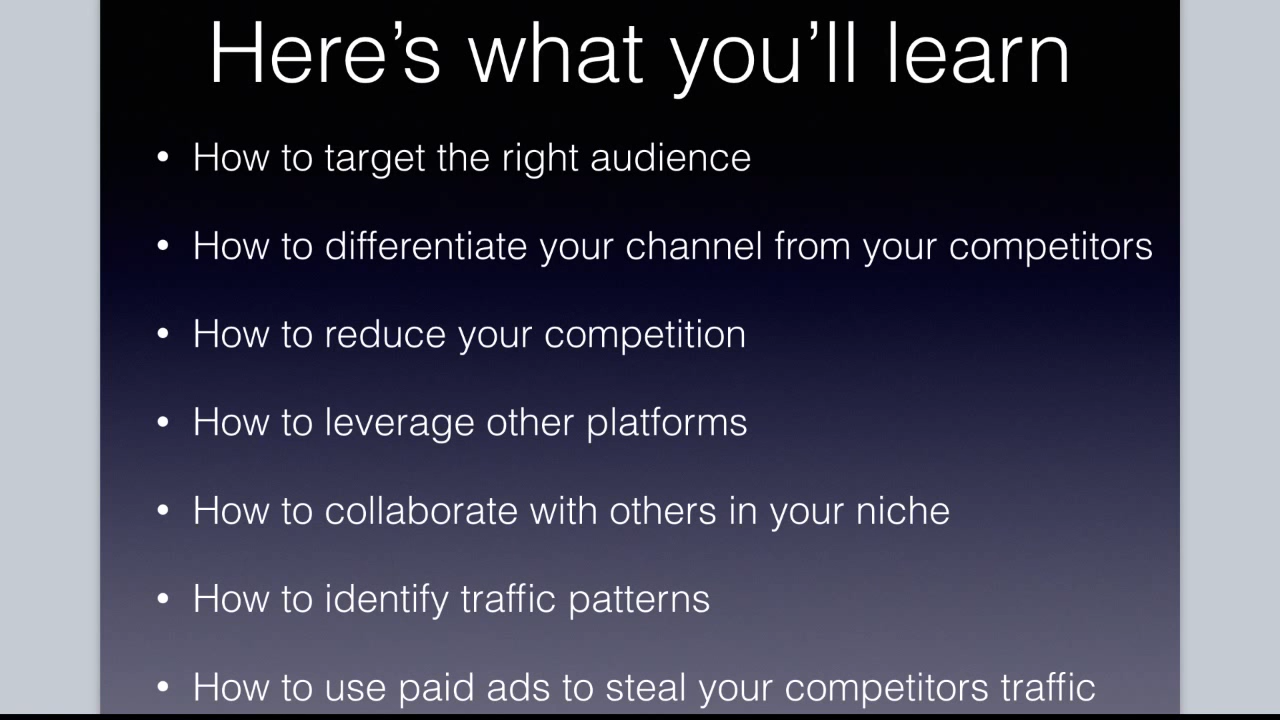 Here’s what you’ll learn
• How to target the right audience
• How to differentiate your channel from your competitors
• How to reduce your competition
• How to leverage other platforms
• How to collaborate with others in your niche
• How to identify traffic patterns
• How to use paid ads to steal your competitors traffic